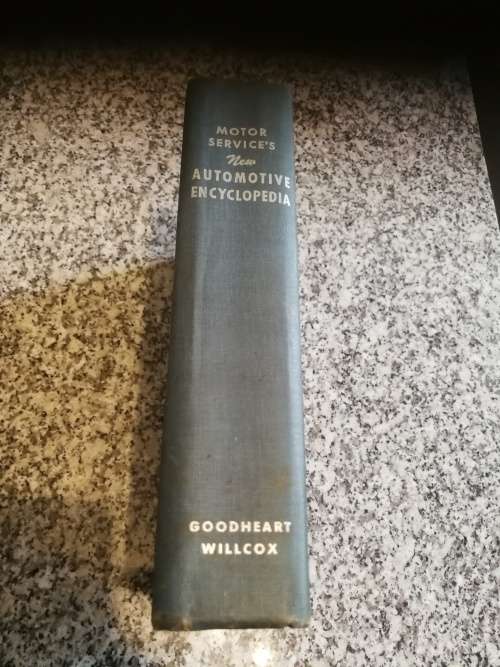 MOTOR
SERVICE'S
New
AUTOMOTIVE
ENCYCLOPEDIA
GOODHEART
WILLCOX